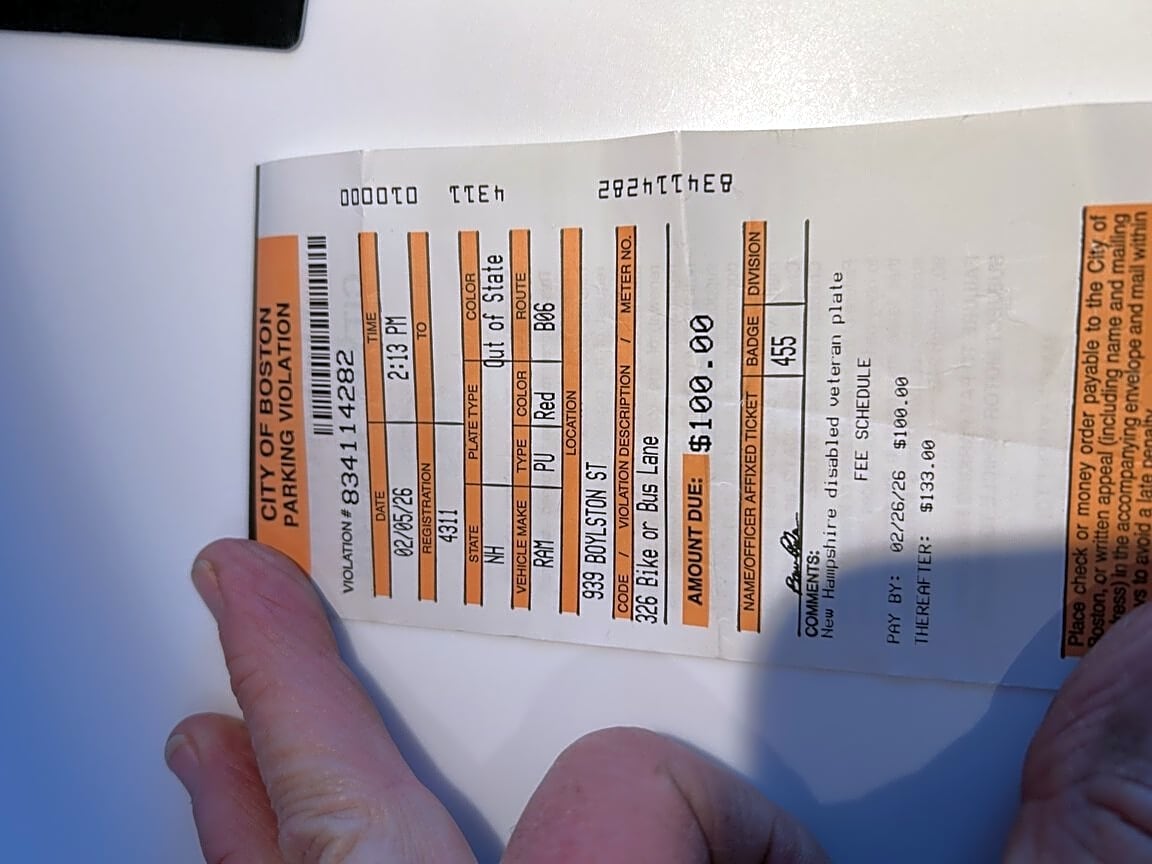 CITY OF BOSTON
PARKING VIOLATION
VIOLATION # 834114282
DATE TIME
02/05/26 2:13 PM
REGISTRATION TO
4311
STATE PLATE TYPE COLOR
NH Out of State
VEHICLE MAKE TYPE COLOR ROUTE
RAM PU Red B06
LOCATION
939 BOYLSTON ST
CODE / VIOLATION DESCRIPTION / METER NO.
326 Bike or Bus Lane
AMOUNT DUE: $100.00
NAME/OFFICER AFFIXED TICKET BADGE DIVISION
455
COMMENTS:
New Hampshire disabled veteran plate
FEE SCHEDULE
PAY BY: 02/26/26 $100.00
THEREAFTER: $133.00
Place check or money order payable to the City of
Boston, or written appeal (including name and mailing
in the accompanying envelope and mail within
to avoid a late penalty
010000
4311
834114282